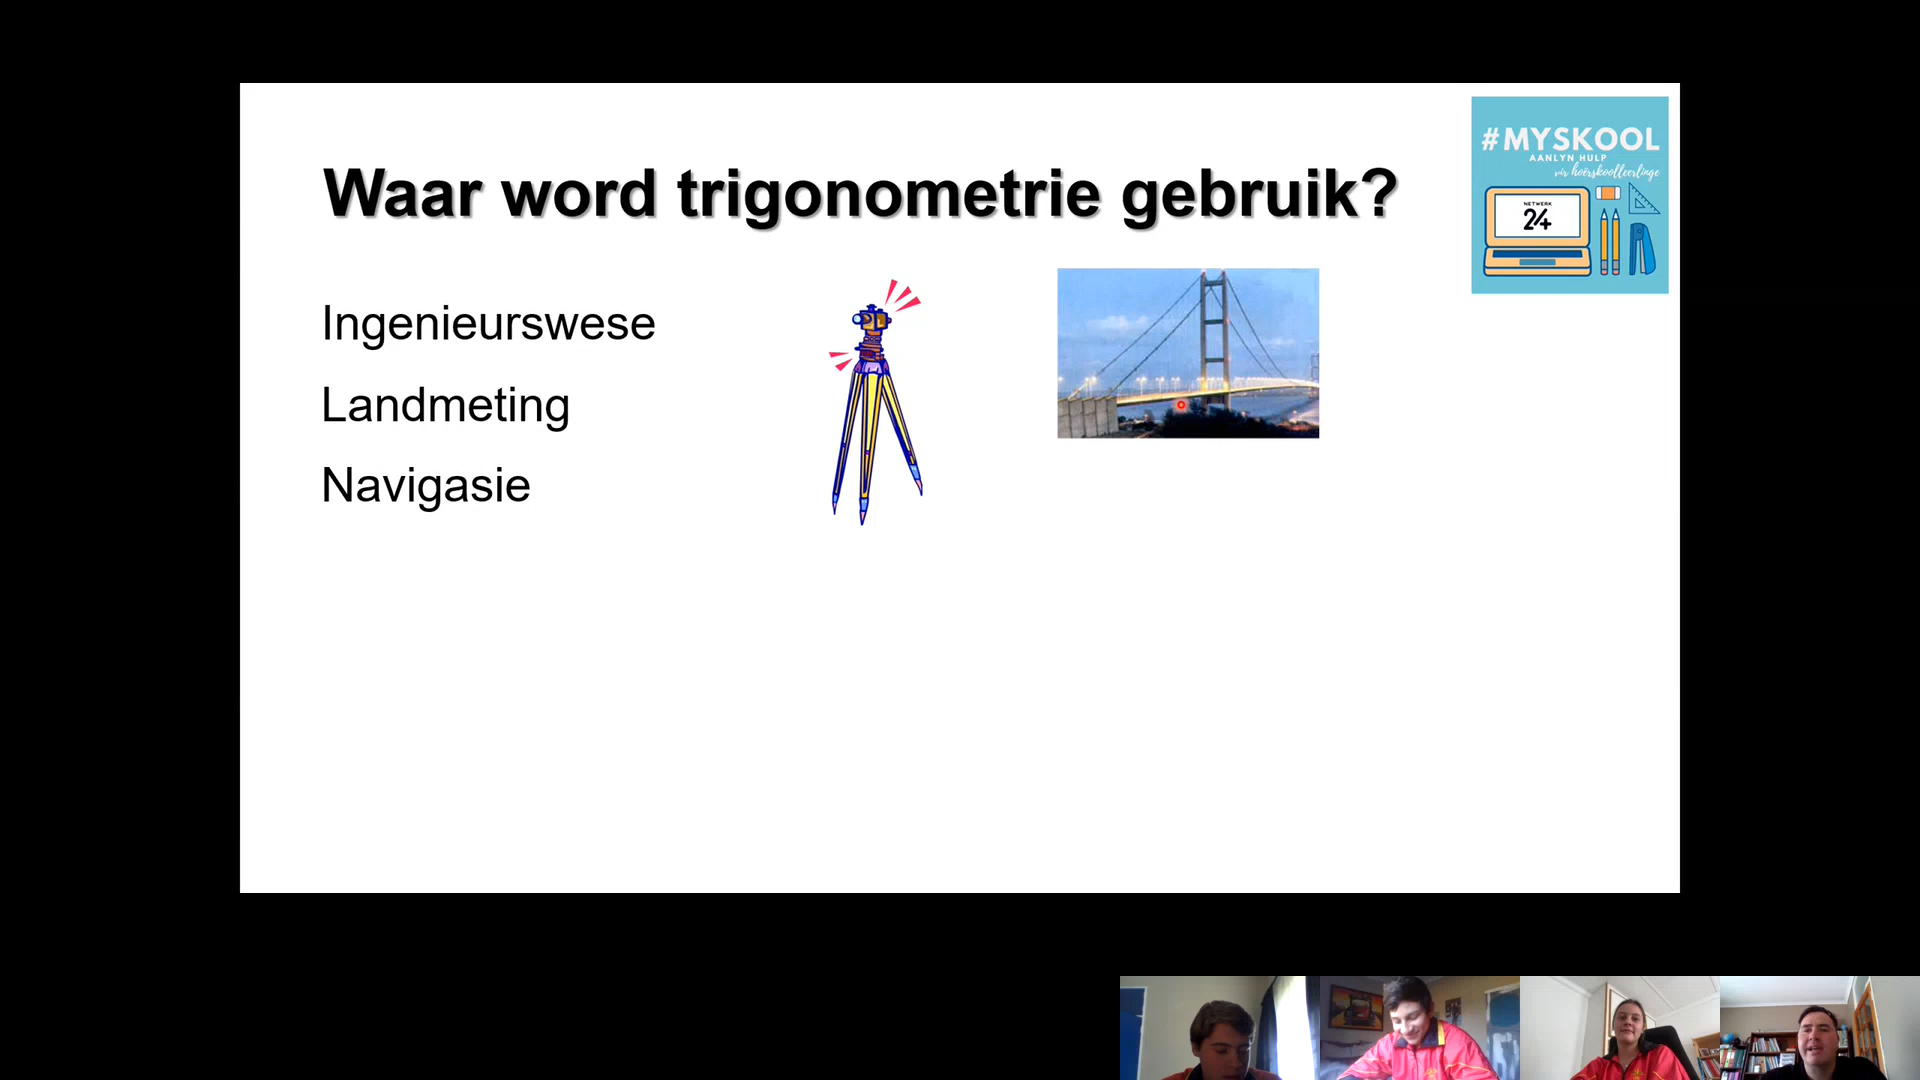 Waar word trigonometrie gebruik?
#MYSKOOL
AANLYN HULP
vir hoërskoolleerlinge
NETWERK
24
Ingenieurswese
Landmeting
Navigasie